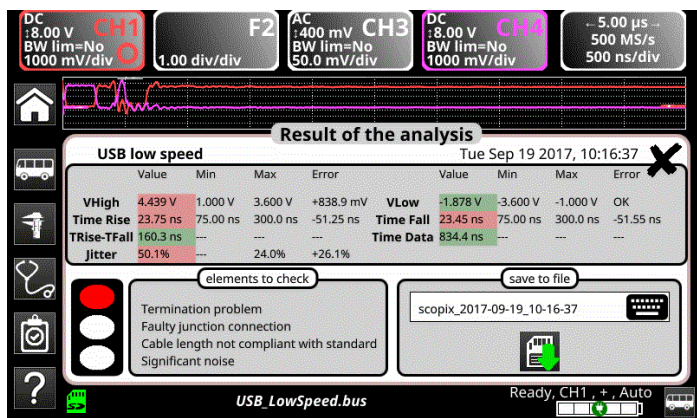 DC
↕8.00 V CH1
BW lim=No
1000 mV/div
F2
1.00 div/div
AC
↕400 mV CH3
BW lim=No
50.0 mV/div
DC
↕8.00 V CH4
BW lim=No
1000 mV/div
←5.00 µs→
500 MS/s
500 ns/div
Result of the analysis
USB low speed Tue Sep 19 2017, 10:16:37
Value Min Max Error Value Min Max Error
VHigh 4.439 V 1.000 V 3.600 V +838.9 mV VLow -1.878 V -3.600 V -1.000 V OK
Time Rise 23.75 ns 75.00 ns 300.0 ns -51.25 ns Time Fall 23.45 ns 75.00 ns 300.0 ns -51.55 ns
TRise-TFall 160.3 ns --- --- --- Time Data 834.4 ns --- --- ---
Jitter 50.1% --- 24.0% +26.1%
elements to check
Termination problem
Faulty junction connection
Cable length not compliant with standard
Significant noise
save to file
scopix_2017-09-19_10-16-37
?
USB_LowSpeed.bus
Ready, CH1 , + , Auto